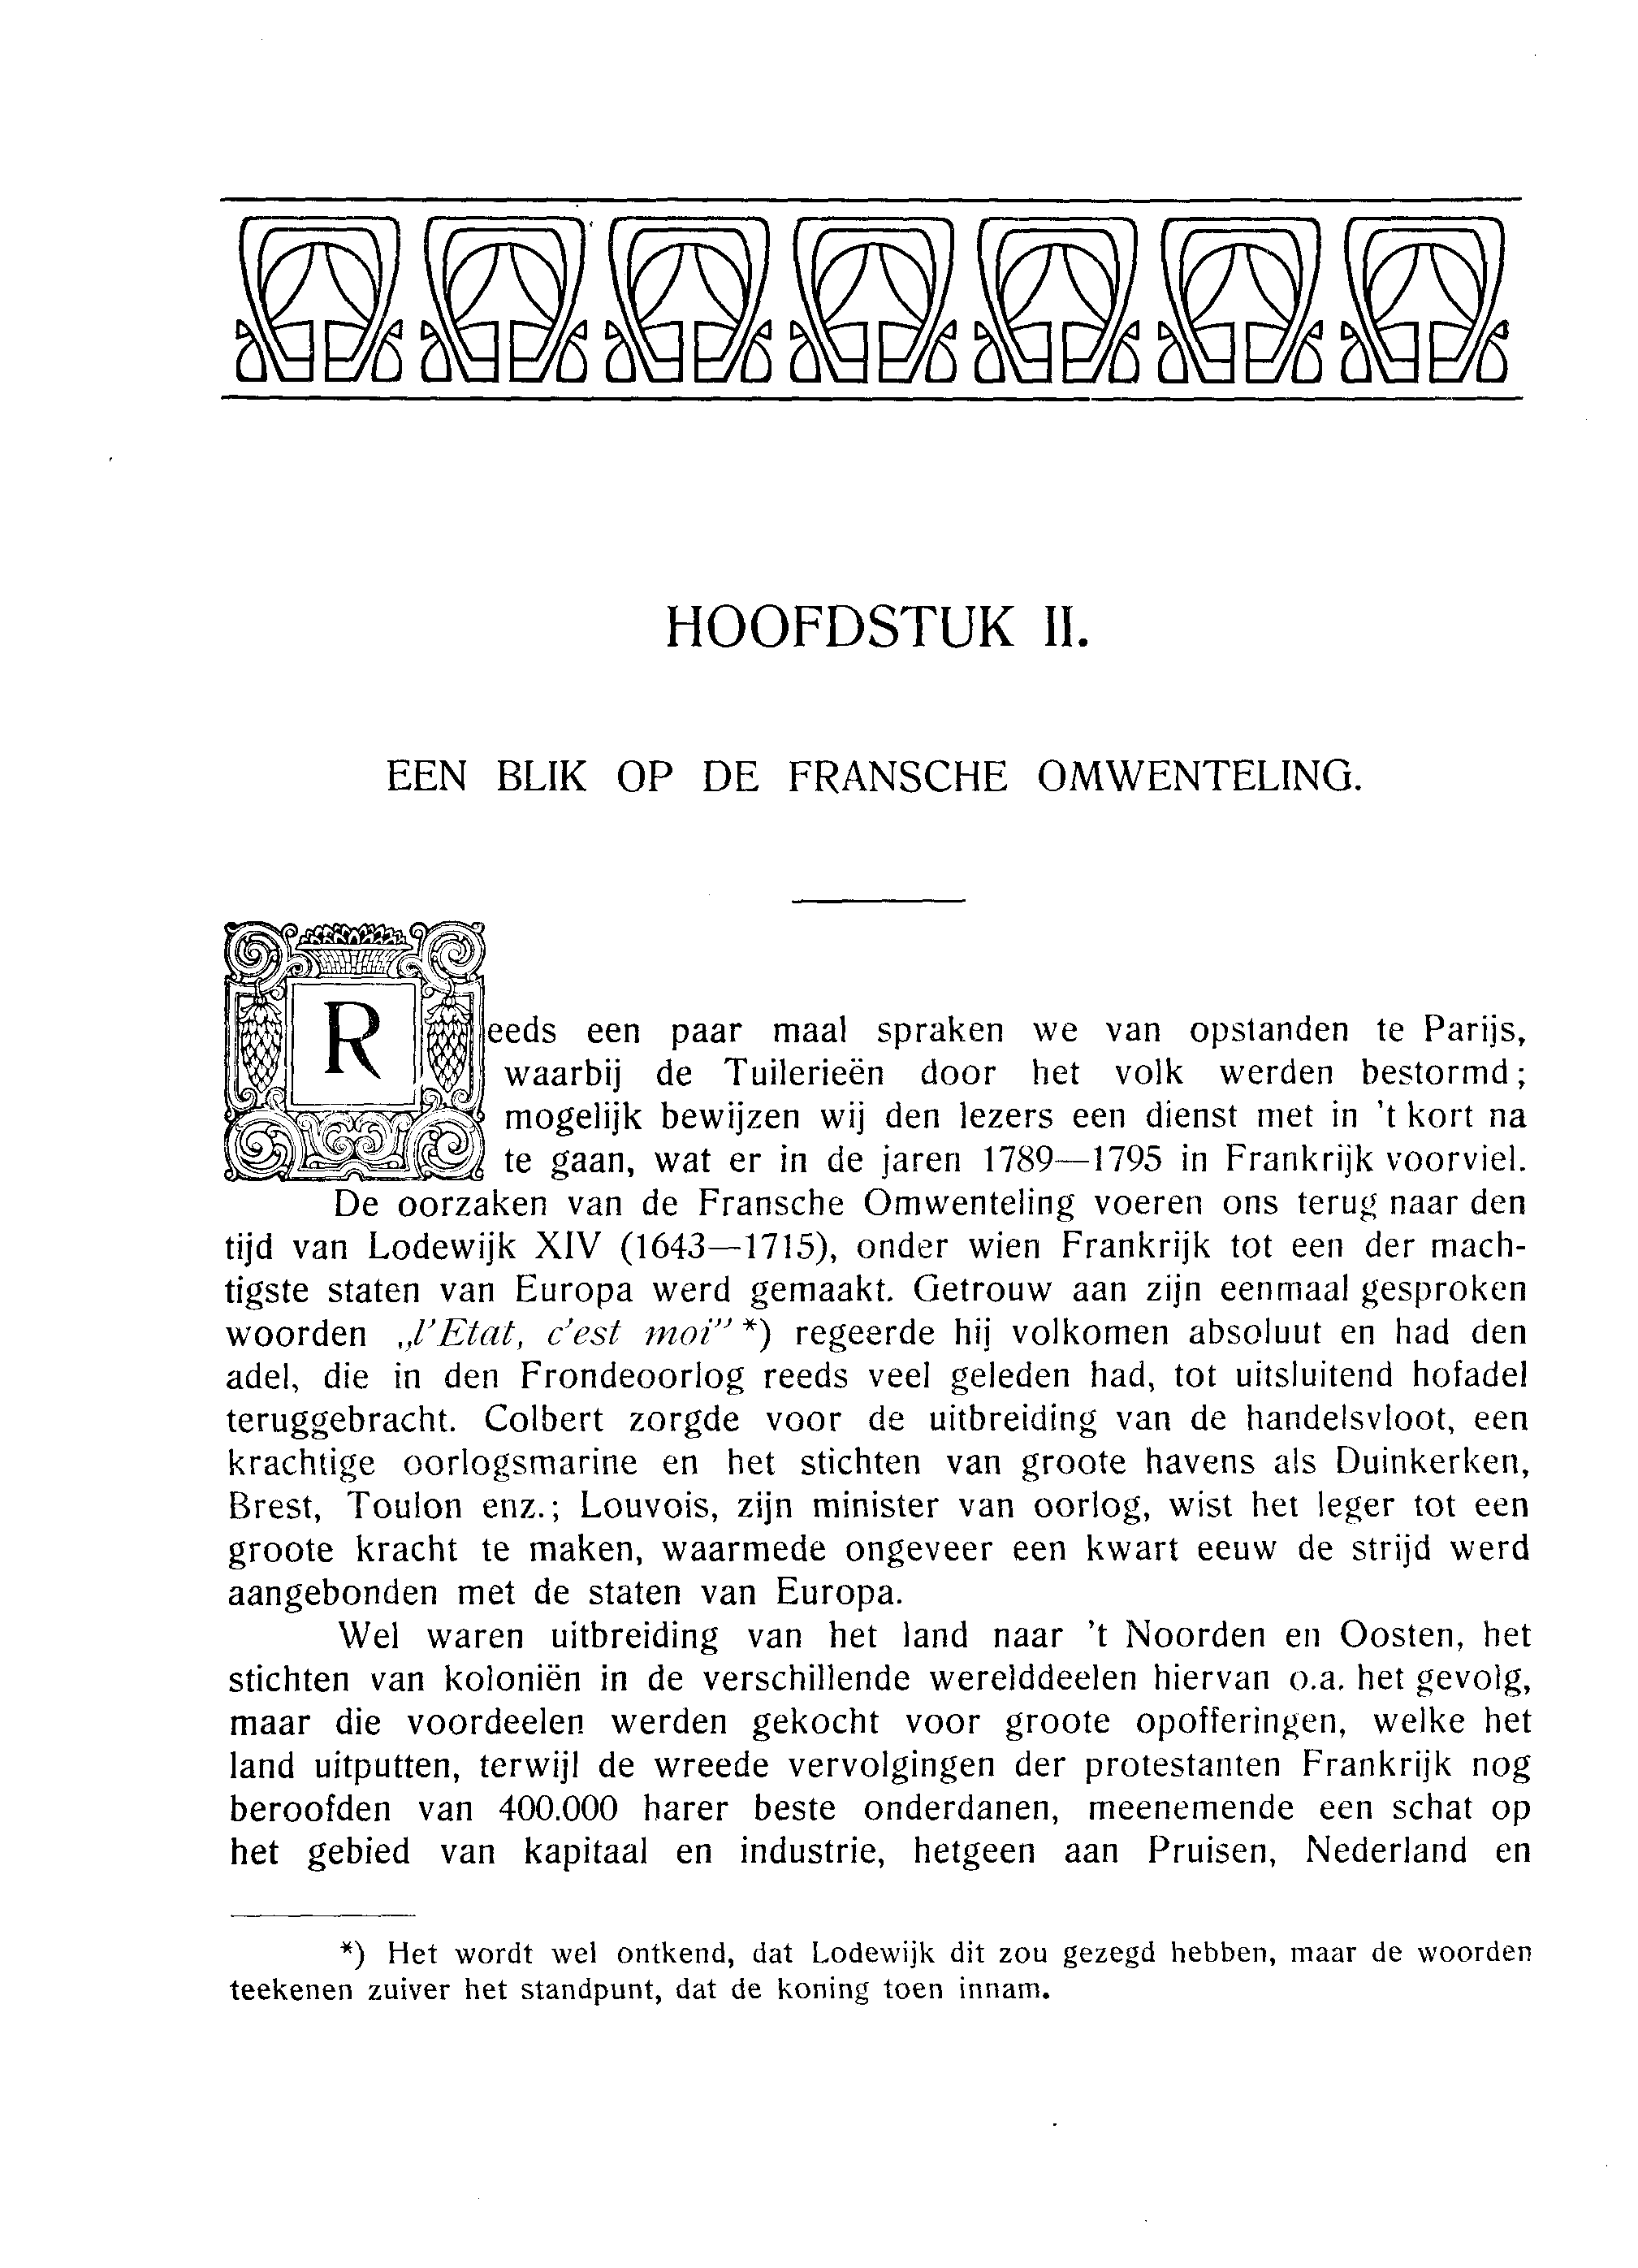 HOOFDSTUK II.
EEN BLIK OP DE FRANSCHE OMWENTELING.
Reeds een paar maal spraken we van opstanden te Parijs,
waarbij de Tuilerieën door het volk werden bestormd;
mogelijk bewijzen wij den lezers een dienst met in 't kort na
te gaan, wat er in de jaren 1789—1795 in Frankrijk voorviel.
De oorzaken van de Fransche Omwenteling voeren ons terug naar den
tijd van Lodewijk XIV (1643—1715), onder wien Frankrijk tot een der mach-
tigste staten van Europa werd gemaakt. Getrouw aan zijn eenmaal gesproken
woorden „l'Etat, c'est moi" *) regeerde hij volkomen absoluut en had den
adel, die in den Frondeoorlog reeds veel geleden had, tot uitsluitend hofadel
teruggebracht. Colbert zorgde voor de uitbreiding van de handelsvloot, een
krachtige oorlogsmarine en het stichten van groote havens als Duinkerken,
Brest, Toulon enz.; Louvois, zijn minister van oorlog, wist het leger tot een
groote kracht te maken, waarmede ongeveer een kwart eeuw de strijd werd
aangebonden met de staten van Europa.
Wel waren uitbreiding van het land naar 't Noorden en Oosten, het
stichten van koloniën in de verschillende werelddeelen hiervan o.a. het gevolg,
maar die voordeelen werden gekocht voor groote opofferingen, welke het
land uitputten, terwijl de wreede vervolgingen der protestanten Frankrijk nog
beroofden van 400.000 harer beste onderdanen, meenemende een schat op
het gebied van kapitaal en industrie, hetgeen aan Pruisen, Nederland en
*) Het wordt wel ontkend, dat Lodewijk dit zou gezegd hebben, maar de woorden
teekenen zuiver het standpunt, dat de koning toen innam.